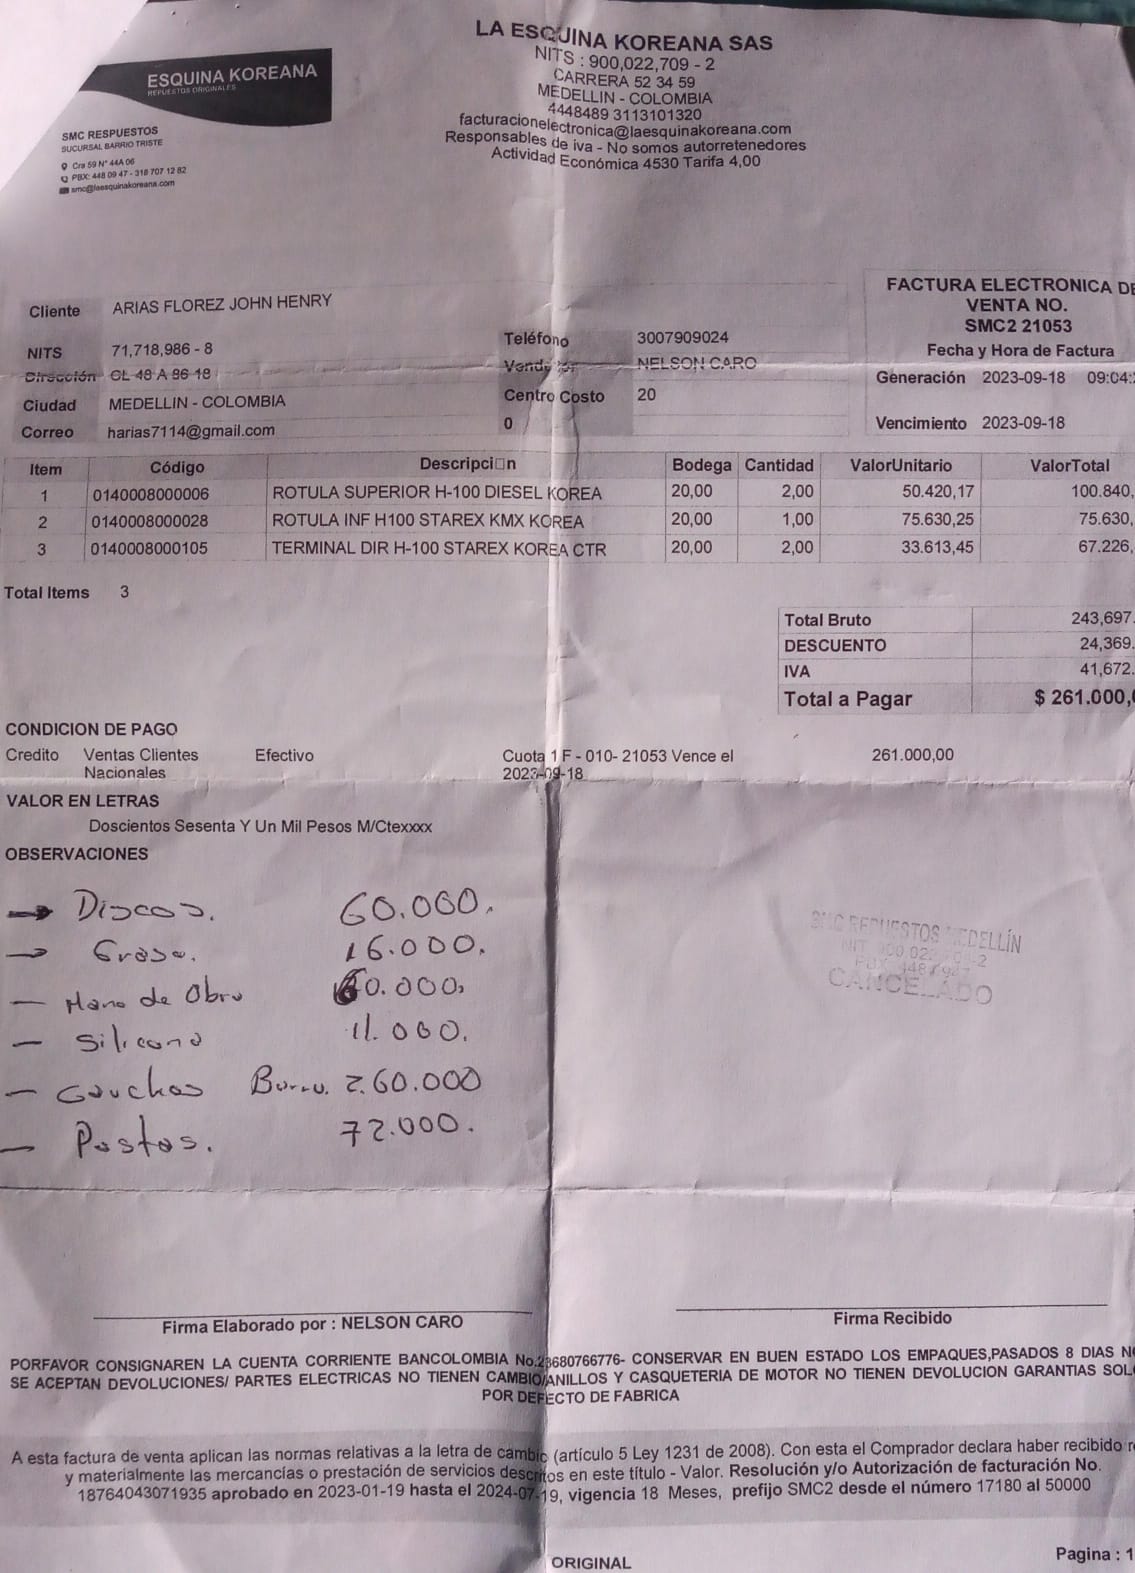 LA ESQUINA KOREANA SAS
NITS : 900,022,709 - 2
CARRERA 52 34 59
MEDELLIN - COLOMBIA
4448489 3113101320
facturacionelectronica@laesquinakoreana.com
Responsables de iva - No somos autorretenedores
Actividad Económica 4530 Tarifa 4,00
ESQUINA KOREANA
REPUESTOS ORIGINALES
SMC RESPUESTOS
SUCURSAL BARRIO TRISTE
Cra 59 N° 44A 06
PBX: 448 09 47 - 318 707 12 82
smc@laesquinakoreana.com
FACTURA ELECTRONICA DE
VENTA NO.
SMC2 21053
Fecha y Hora de Factura
Generación 2023-09-18 09:04:
Vencimiento 2023-09-18
Cliente ARIAS FLOREZ JOHN HENRY
NITS 71,718,986 - 8 Teléfono 3007909024
Dirección CL 48 A 86 18 NELSON CARO
Ciudad MEDELLIN - COLOMBIA Centro Costo 20
Correo harias7114@gmail.com 0
Item Código Descripci□n Bodega Cantidad ValorUnitario ValorTotal
1 0140008000006 ROTULA SUPERIOR H-100 DIESEL KOREA 20,00 2,00 50.420,17 100.840,
2 0140008000028 ROTULA INF H100 STAREX KMX KOREA 20,00 1,00 75.630,25 75.630,
3 0140008000105 TERMINAL DIR H-100 STAREX KOREA CTR 20,00 2,00 33.613,45 67.226,
Total Items 3
Total Bruto 243,697.
DESCUENTO 24,369.
IVA 41,672.
Total a Pagar $ 261.000,
CONDICION DE PAGO
Credito Ventas Clientes Efectivo Cuota 1 F - 010- 21053 Vence el 261.000,00
Nacionales 2023-09-18
VALOR EN LETRAS
Doscientos Sesenta Y Un Mil Pesos M/Ctexxxx
OBSERVACIONES
→ Discos. 60.000.
→ Grasa. 16.000.
— Mano de Obra 60.000,
— Silicona 11.000.
— Cauchos 260.000
— Pastas. 72.000.
SMC REPUESTOS MEDELLÍN
CANCELADO
Firma Elaborado por : NELSON CARO
Firma Recibido
PORFAVOR CONSIGNAREN LA CUENTA CORRIENTE BANCOLOMBIA No.23680766776- CONSERVAR EN BUEN ESTADO LOS EMPAQUES,PASADOS 8 DIAS N
SE ACEPTAN DEVOLUCIONES/ PARTES ELECTRICAS NO TIENEN CAMBIO/ANILLOS Y CASQUETERIA DE MOTOR NO TIENEN DEVOLUCION GARANTIAS SOL
POR DEFECTO DE FABRICA
A esta factura de venta aplican las normas relativas a la letra de cambio (artículo 5 Ley 1231 de 2008). Con esta el Comprador declara haber recibido r
y materialmente las mercancías o prestación de servicios descritos en este título - Valor. Resolución y/o Autorización de facturación No.
18764043071935 aprobado en 2023-01-19 hasta el 2024-07-19, vigencia 18 Meses, prefijo SMC2 desde el número 17180 al 50000
ORIGINAL
Pagina : 1